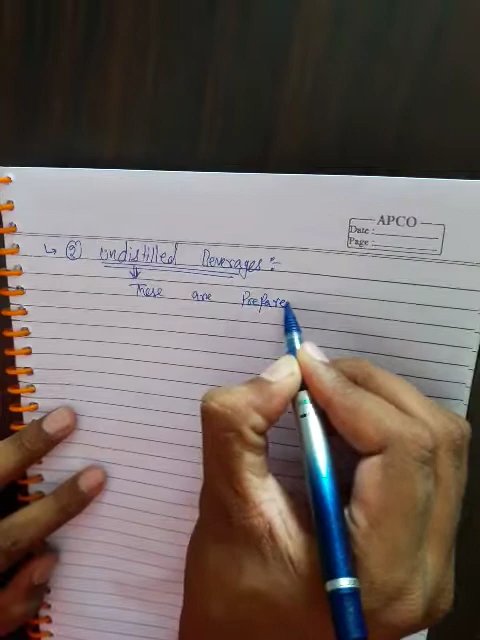 APCO
Date :
Page :
↳ ② Undistilled Beverages :-
These are Prepare